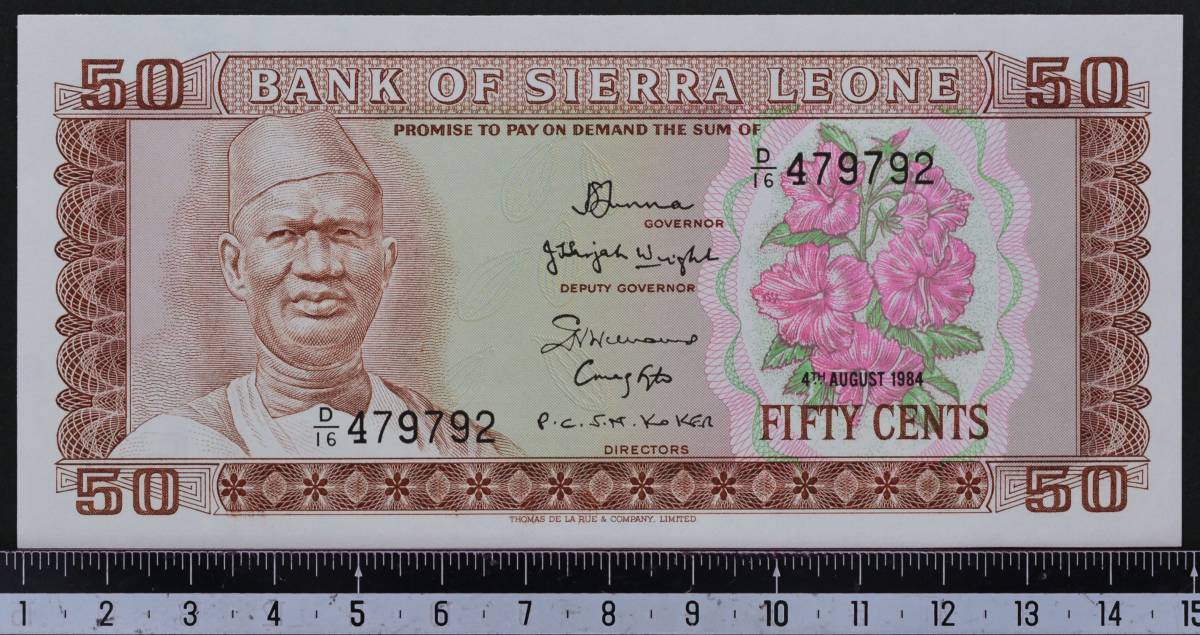 50 BANK OF SIERRA LEONE 50
PROMISE TO PAY ON DEMAND THE SUM OF
D/16 479792
GOVERNOR
DEPUTY GOVERNOR
4TH AUGUST 1984
FIFTY CENTS
D/16 479792
P.C.S.M. KOKER
DIRECTORS
50 50
THOMAS DE LA RUE & COMPANY, LIMITED
1 2 3 4 5 6 7 8 9 10 11 12 13 14 15